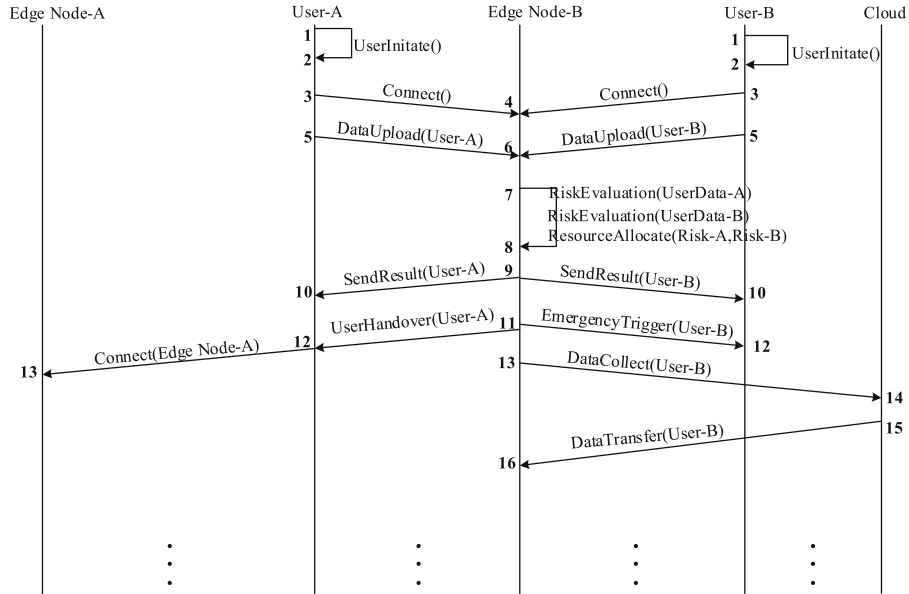 Edge Node-A User-A Edge Node-B User-B Cloud
1 UserInitate() 1 UserInitate()
2 2
3 Connect() 4 Connect() 3
5 DataUpload(User-A) 6 DataUpload(User-B) 5
7 RiskEvaluation(UserData-A)
RiskEvaluation(UserData-B)
8 ResourceAllocate(Risk-A,Risk-B)
10 SendResult(User-A) 9 SendResult(User-B) 10
UserHandover(User-A) 11 EmergencyTrigger(User-B)
13 Connect(Edge Node-A) 12 12
13 DataCollect(User-B) 14
15
16 DataTransfer(User-B)